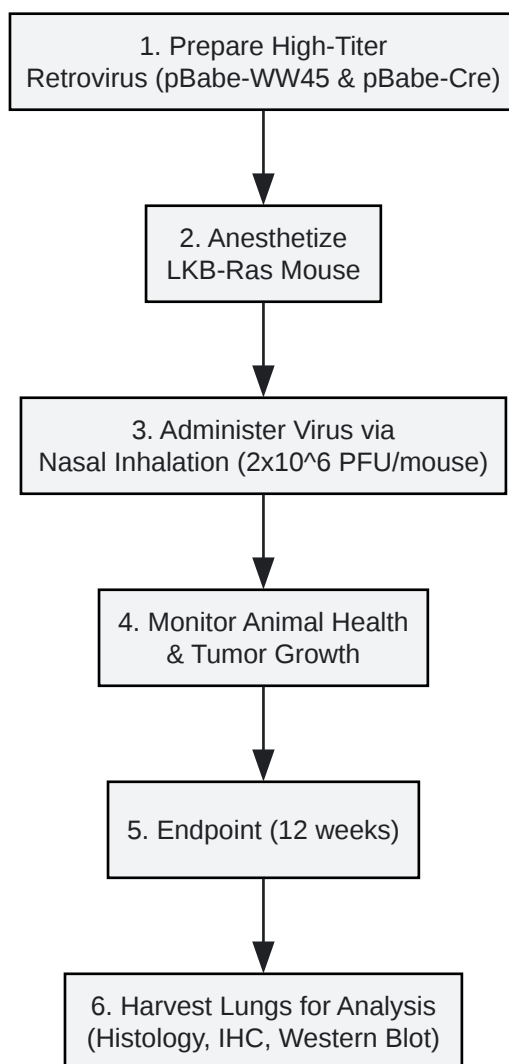 1. Prepare High-Titer
Retrovirus (pBabe-WW45 & pBabe-Cre)
2. Anesthetize
LKB-Ras Mouse
3. Administer Virus via
Nasal Inhalation (2x10^6 PFU/mouse)
4. Monitor Animal Health
& Tumor Growth
5. Endpoint (12 weeks)
6. Harvest Lungs for Analysis
(Histology, IHC, Western Blot)